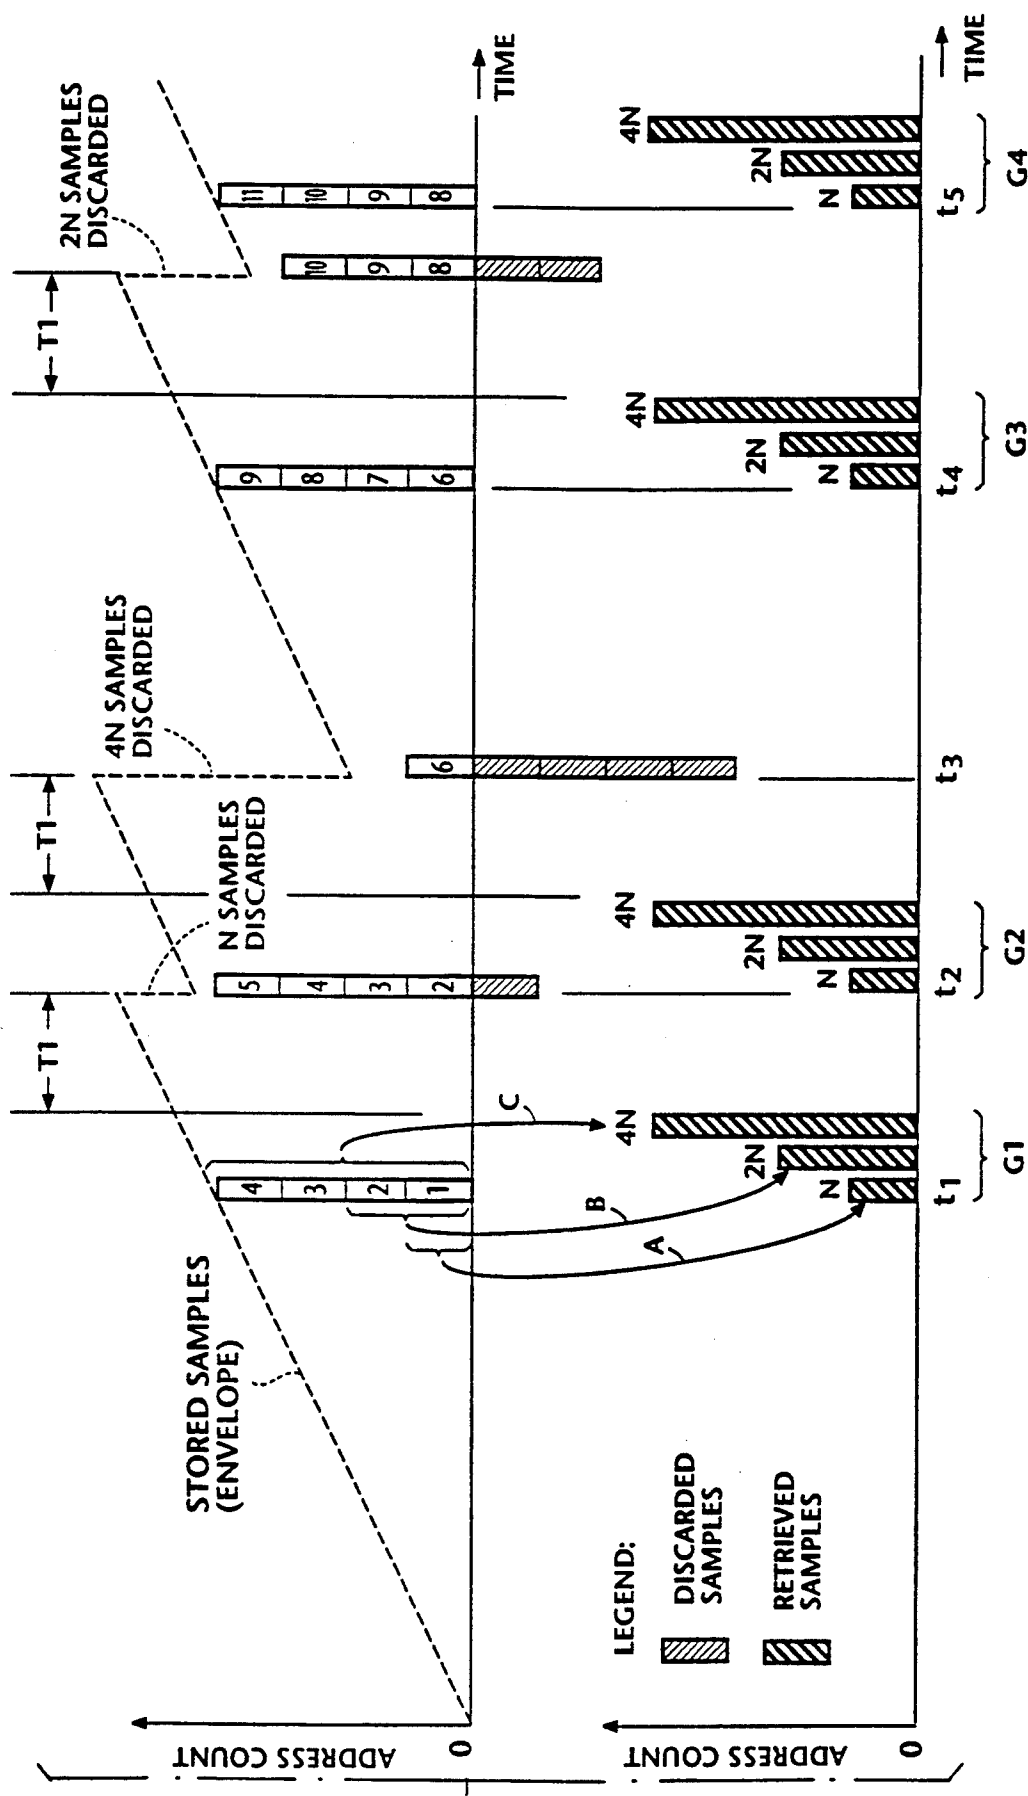 ADDRESS COUNT
0
STORED SAMPLES
(ENVELOPE)
T1
N SAMPLES
DISCARDED
T1
4N SAMPLES
DISCARDED
T1
2N SAMPLES
DISCARDED
4
3
2
1
5
4
3
2
6
9
8
7
6
10
9
8
11
10
9
8
TIME
A
B
C
ADDRESS COUNT
0
LEGEND:
DISCARDED
SAMPLES
RETRIEVED
SAMPLES
N
2N
4N
N
2N
4N
N
2N
4N
N
2N
4N
TIME
t1
t2
t3
t4
t5
G1
G2
G3
G4